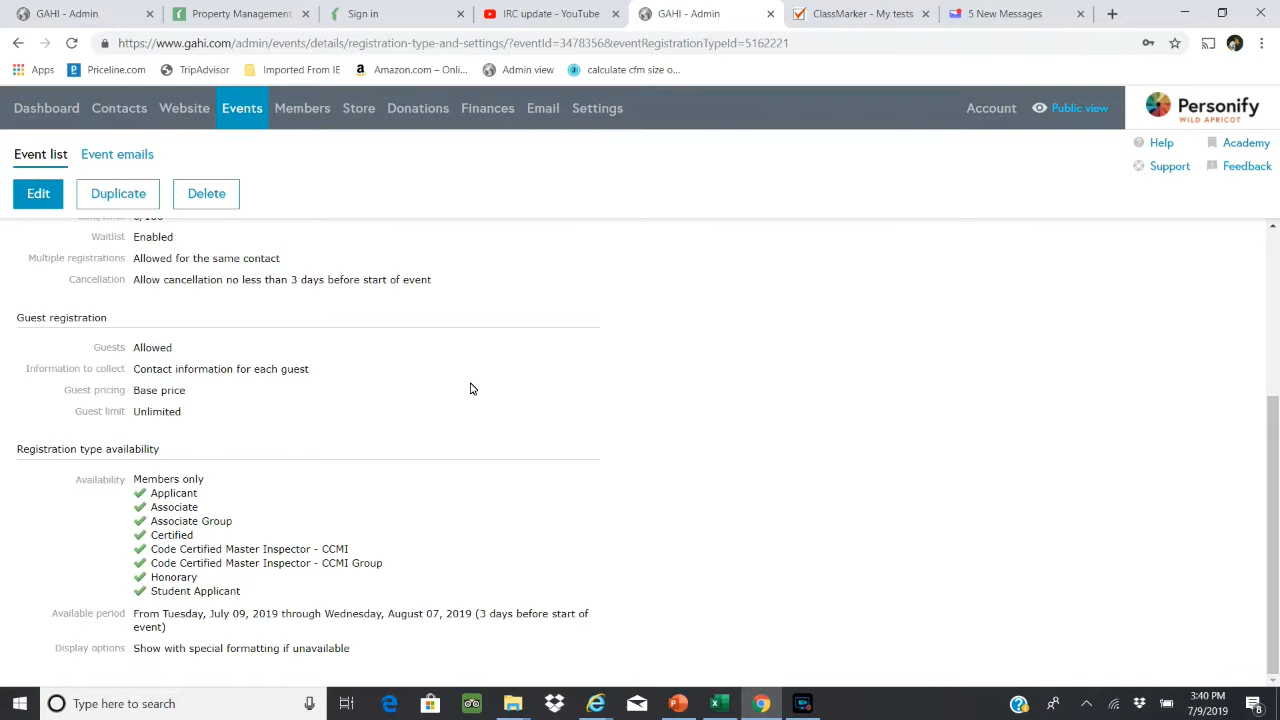 GAHI - Admin
Property Management
Sign in
IRC update - YouTube
GAHI - Admin
ClassMarker - My tests
5 New Messages
https://www.gahi.com/admin/events/details/registration-type-and-settings/?eventId=3478356&eventRegistrationTypeId=5162221
Apps Priceline.com TripAdvisor Imported From IE Amazon.com – Onli... Admin view calculate cfm size o...
Dashboard Contacts Website Events Members Store Donations Finances Email Settings Account Public view
Personify
WILD APRICOT
Event list Event emails
Help Academy
Support Feedback
Edit Duplicate Delete
Waitlist Enabled
Multiple registrations Allowed for the same contact
Cancellation Allow cancellation no less than 3 days before start of event
Guest registration
Guests Allowed
Information to collect Contact information for each guest
Guest pricing Base price
Guest limit Unlimited
Registration type availability
Availability Members only
Applicant
Associate
Associate Group
Certified
Code Certified Master Inspector - CCMI
Code Certified Master Inspector - CCMI Group
Honorary
Student Applicant
Available period From Tuesday, July 09, 2019 through Wednesday, August 07, 2019 (3 days before start of
event)
Display options Show with special formatting if unavailable
Type here to search
3:40 PM
7/9/2019
8